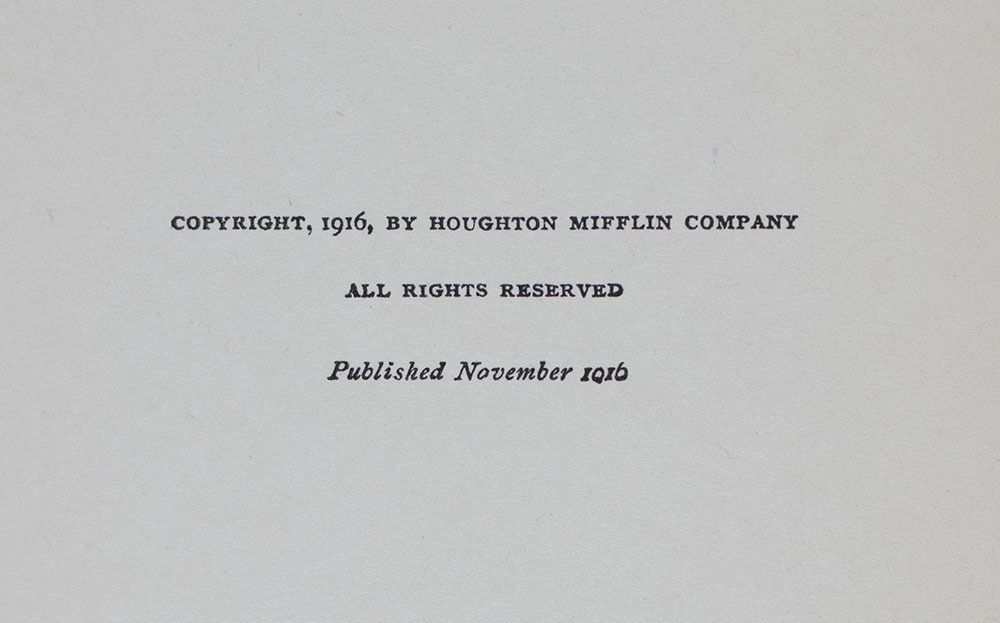 COPYRIGHT, 1916, BY HOUGHTON MIFFLIN COMPANY
ALL RIGHTS RESERVED
Published November 1916